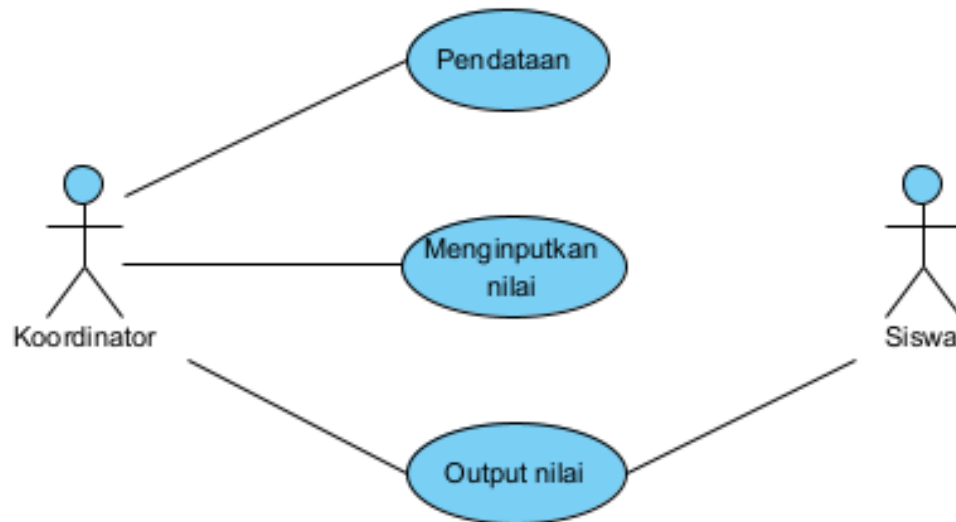 Pendataan
Menginputkan
nilai
Koordinator
Siswa
Output nilai